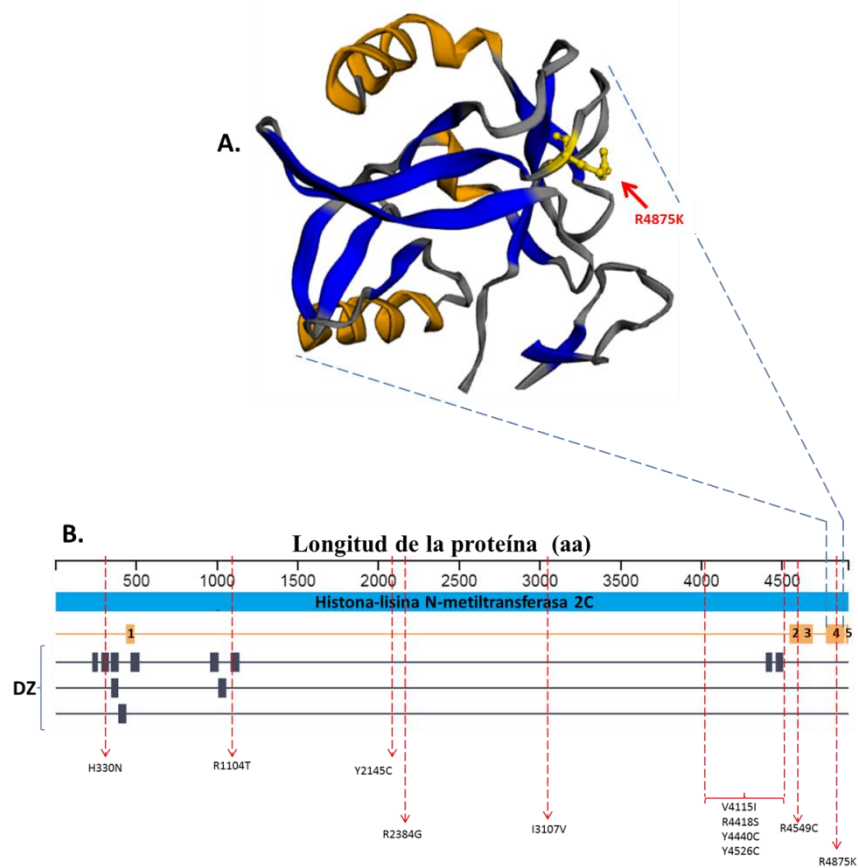 A.
R4875K
B.
Longitud de la proteína (aa)
500 1000 1500 2000 2500 3000 3500 4000 4500
Histona-lisina N-metiltransferasa 2C
1 2 3 4 5
DZ
H330N
R1104T
Y2145C
R2384G
I3107V
V4115I
R4418S
Y4440C
Y4526C
R4549C
R4875K